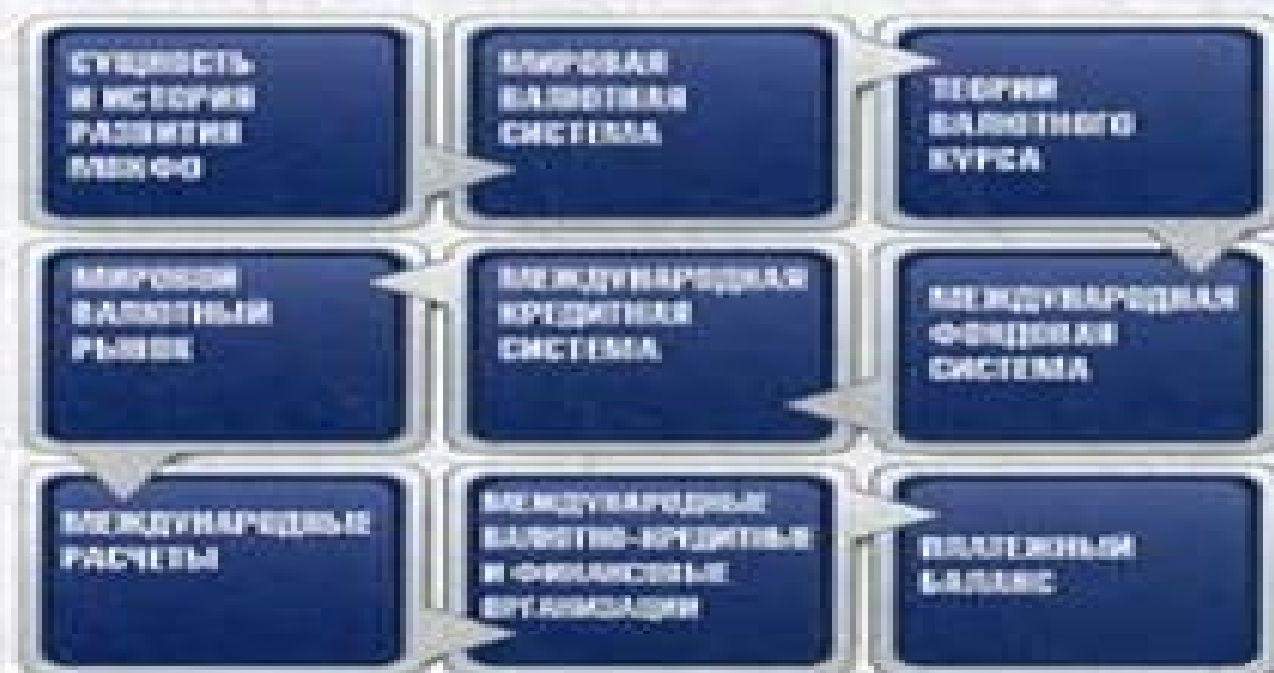 СУЩНОСТЬ
И ИСТОРИЯ
РАЗВИТИЯ
МВКФО
МИРОВАЯ
ВАЛЮТНАЯ
СИСТЕМА
ТЕОРИИ
ВАЛЮТНОГО
КУРСА
МИРОВОЙ
ВАЛЮТНЫЙ
РЫНОК
МЕЖДУНАРОДНАЯ
КРЕДИТНАЯ
СИСТЕМА
МЕЖДУНАРОДНАЯ
ФОНДОВАЯ
СИСТЕМА
МЕЖДУНАРОДНЫЕ
РАСЧЕТЫ
МЕЖДУНАРОДНЫЕ
ВАЛЮТНО-КРЕДИТНЫЕ
И ФИНАНСОВЫЕ
ОРГАНИЗАЦИИ
ПЛАТЕЖНЫЙ
БАЛАНС